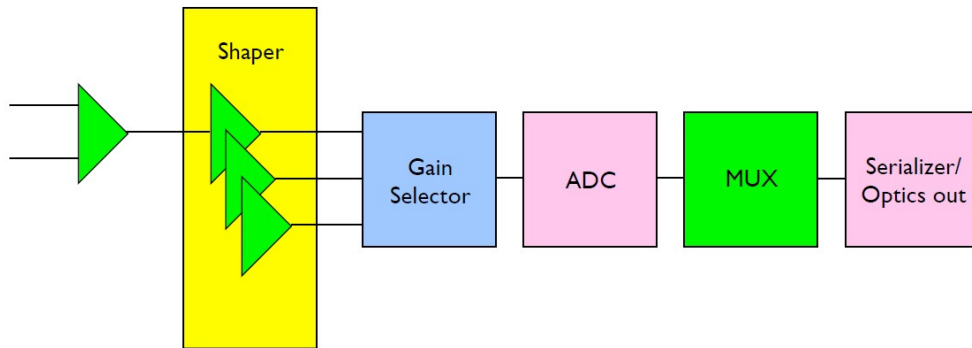 Shaper
Gain
Selector
ADC
MUX
Serializer/
Optics out